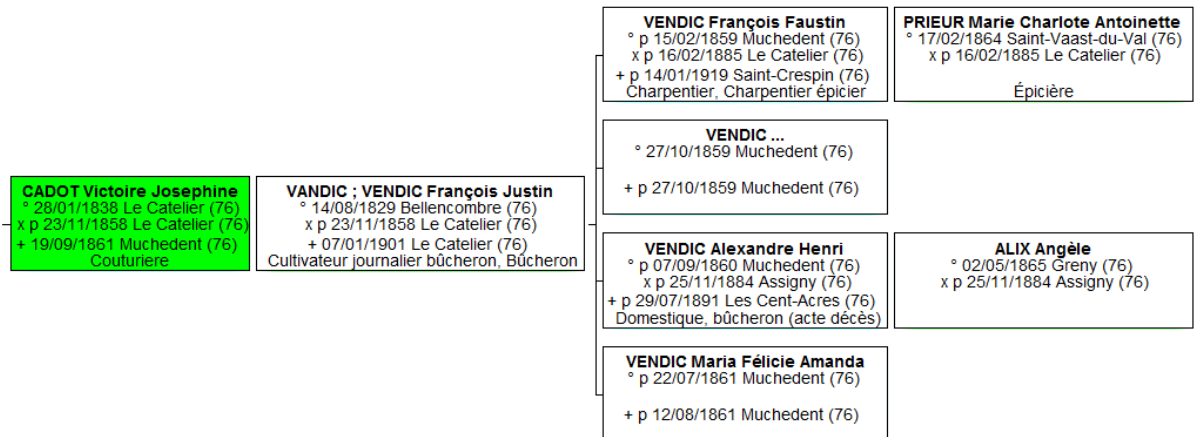 CADOT Victoire Josephine
° 28/01/1838 Le Catelier (76)
x p 23/11/1858 Le Catelier (76)
+ 19/09/1861 Muchedent (76)
Couturiere
VANDIC ; VENDIC François Justin
° 14/08/1829 Bellencombre (76)
x p 23/11/1858 Le Catelier (76)
+ 07/01/1901 Le Catelier (76)
Cultivateur journalier bûcheron, Bûcheron
VENDIC François Faustin
° p 15/02/1859 Muchedent (76)
x p 16/02/1885 Le Catelier (76)
+ p 14/01/1919 Saint-Crespin (76)
Charpentier, Charpentier épicier
PRIEUR Marie Charlote Antoinette
° 17/02/1864 Saint-Vaast-du-Val (76)
x p 16/02/1885 Le Catelier (76)
Épicière
VENDIC ...
° 27/10/1859 Muchedent (76)
+ p 27/10/1859 Muchedent (76)
VENDIC Alexandre Henri
° p 07/09/1860 Muchedent (76)
x p 25/11/1884 Assigny (76)
+ p 29/07/1891 Les Cent-Acres (76)
Domestique, bûcheron (acte décès)
ALIX Angèle
° 02/05/1865 Greny (76)
x p 25/11/1884 Assigny (76)
VENDIC Maria Félicie Amanda
° p 22/07/1861 Muchedent (76)
+ p 12/08/1861 Muchedent (76)